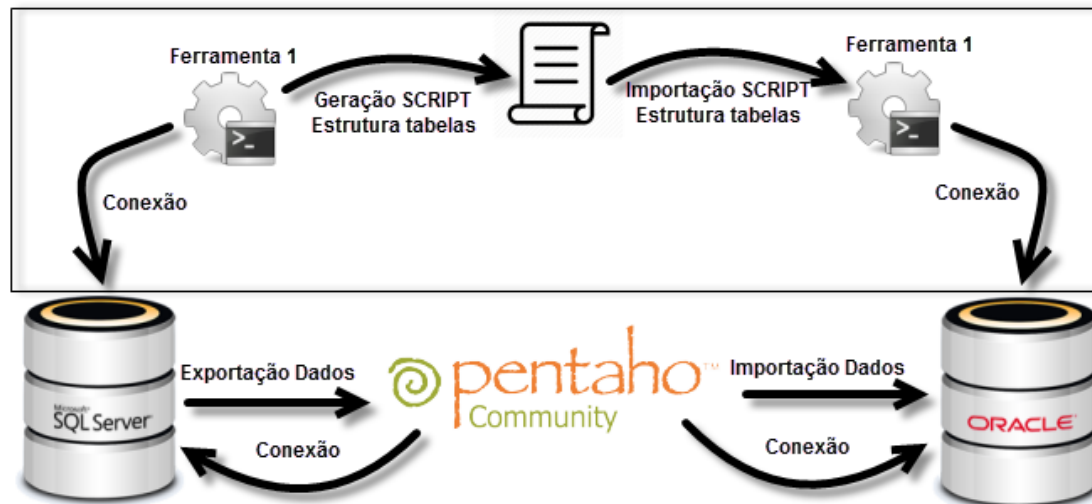 Ferramenta 1
Geração SCRIPT
Estrutura tabelas
Importação SCRIPT
Estrutura tabelas
Ferramenta 1
>_
>_
Conexão
Conexão
Microsoft
SQL Server
Exportação Dados
pentaho™
Community
Importação Dados
ORACLE
Conexão
Conexão